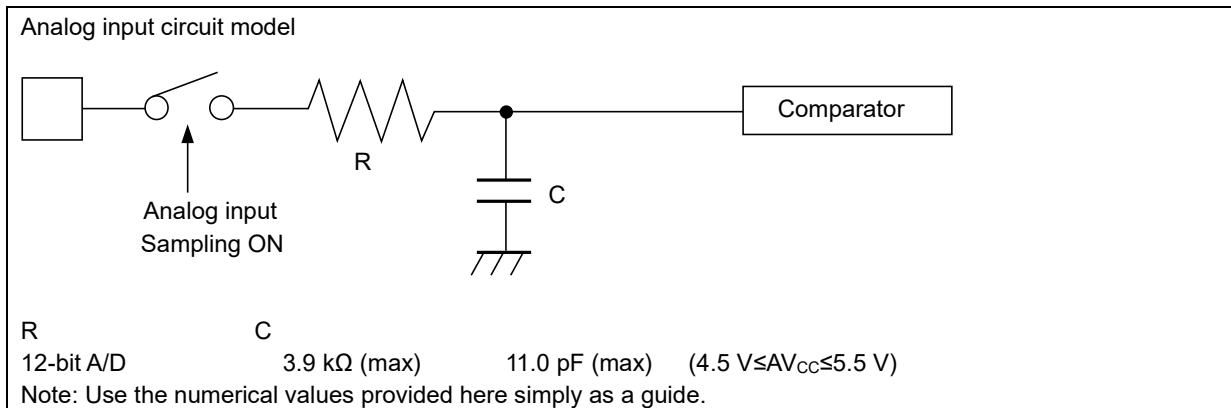 Analog input circuit model
Comparator
R
C
Analog input
Sampling ON
R C
12-bit A/D 3.9 kΩ (max) 11.0 pF (max) (4.5 V≤AVCC≤5.5 V)
Note: Use the numerical values provided here simply as a guide.